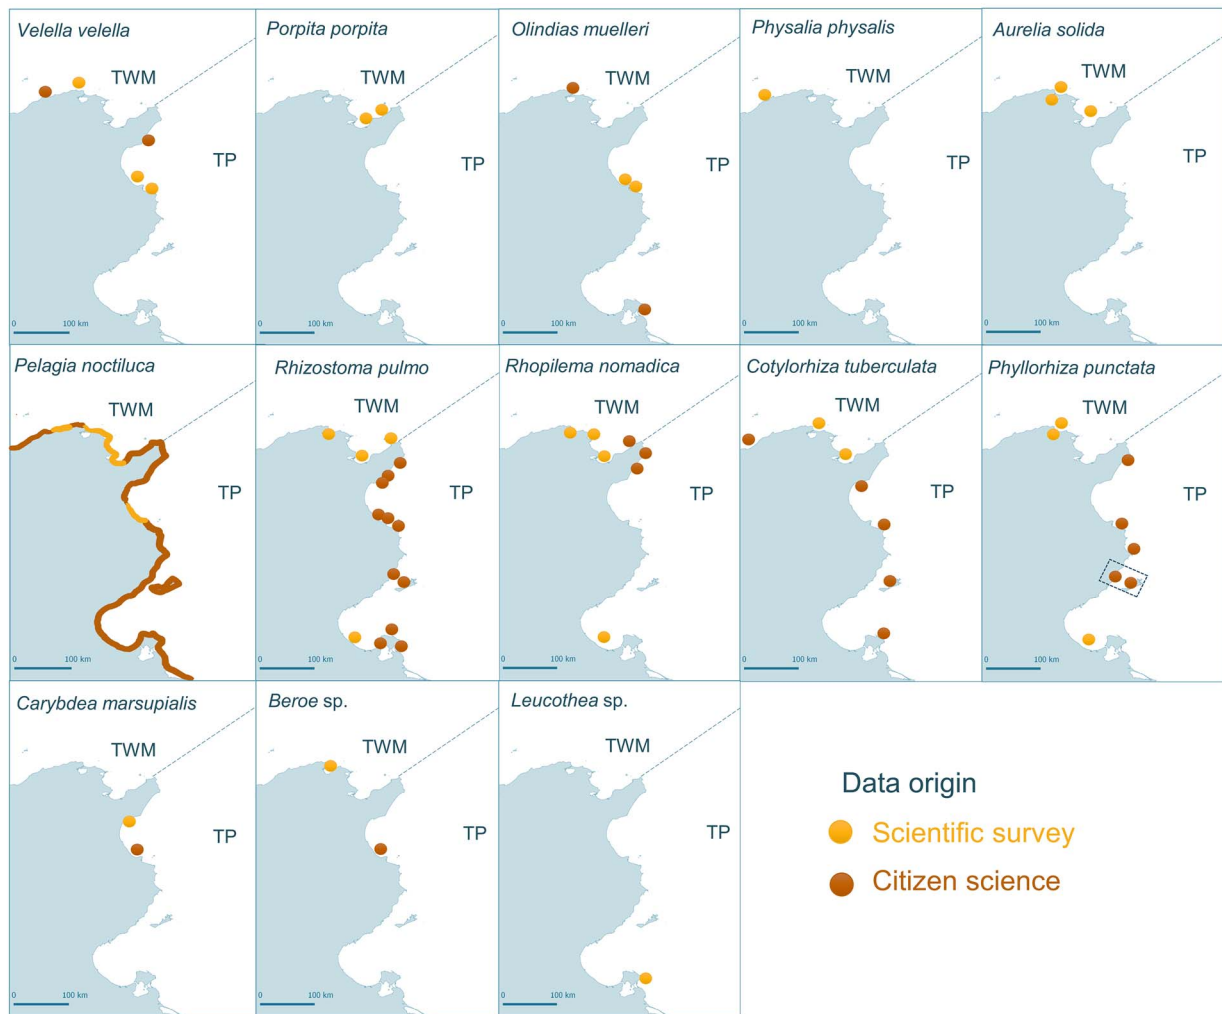 Velella velella
TWM
TP
0 100 km
Porpita porpita
TWM
TP
0 100 km
Olindias muelleri
TWM
TP
0 100 km
Physalia physalis
TWM
TP
0 100 km
Aurelia solida
TWM
TP
0 100 km
Pelagia noctiluca
TWM
TP
0 100 km
Rhizostoma pulmo
TWM
TP
0 100 km
Rhopilema nomadica
TWM
TP
0 100 km
Cotylorhiza tuberculata
TWM
TP
0 100 km
Phyllorhiza punctata
TWM
TP
0 100 km
Carybdea marsupialis
TWM
TP
0 100 km
Beroe sp.
TWM
TP
0 100 km
Leucothea sp.
TWM
TP
0 100 km
Data origin
Scientific survey
Citizen science